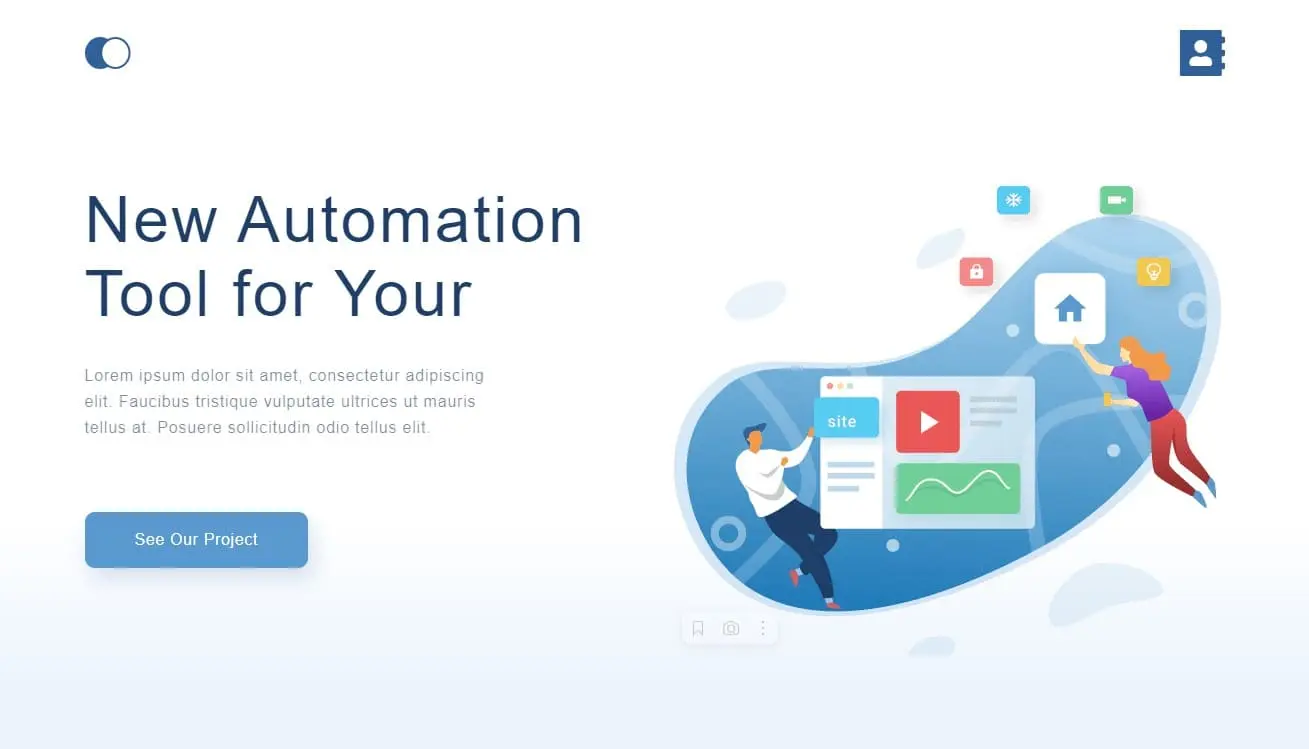 New Automation
Tool for Your
Lorem ipsum dolor sit amet, consectetur adipiscing
elit. Faucibus tristique vulputate ultrices ut mauris
tellus at. Posuere sollicitudin odio tellus elit.
See Our Project
site